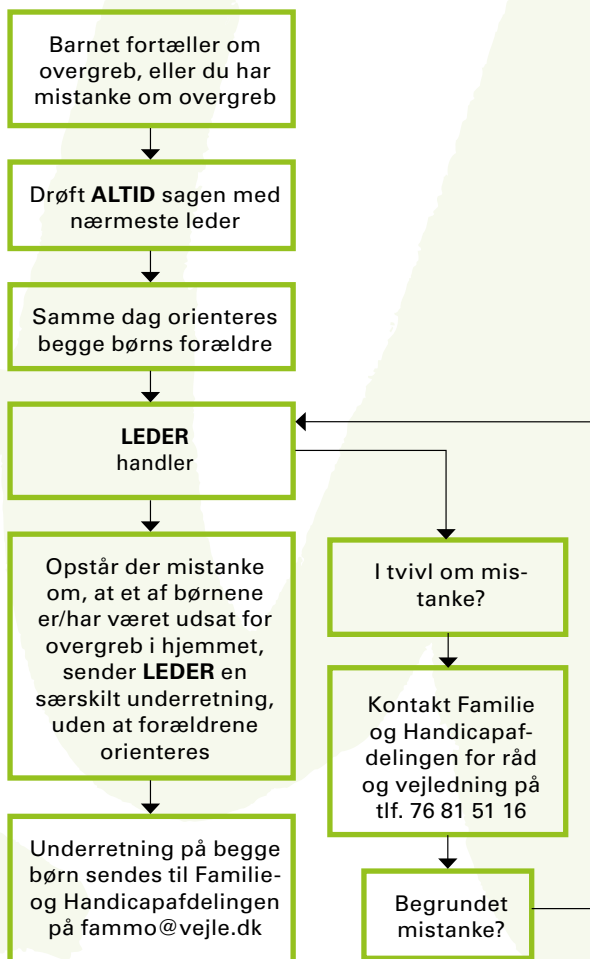 Barnet fortæller om
overgreb, eller du har
mistanke om overgreb
Drøft ALTID sagen med
nærmeste leder
Samme dag orienteres
begge børns forældre
LEDER
handler
Opstår der mistanke
om, at et af børnene
er/har været udsat for
overgreb i hjemmet,
sender LEDER en
særskilt underretning,
uden at forældrene
orienteres
Underretning på begge
børn sendes til Familie-
og Handicapafdelingen
på fammo@vejle.dk
I tvivl om mis-
tanke?
Kontakt Familie
og Handicapaf-
delingen for råd
og vejledning på
tlf. 76 81 51 16
Begrundet
mistanke?